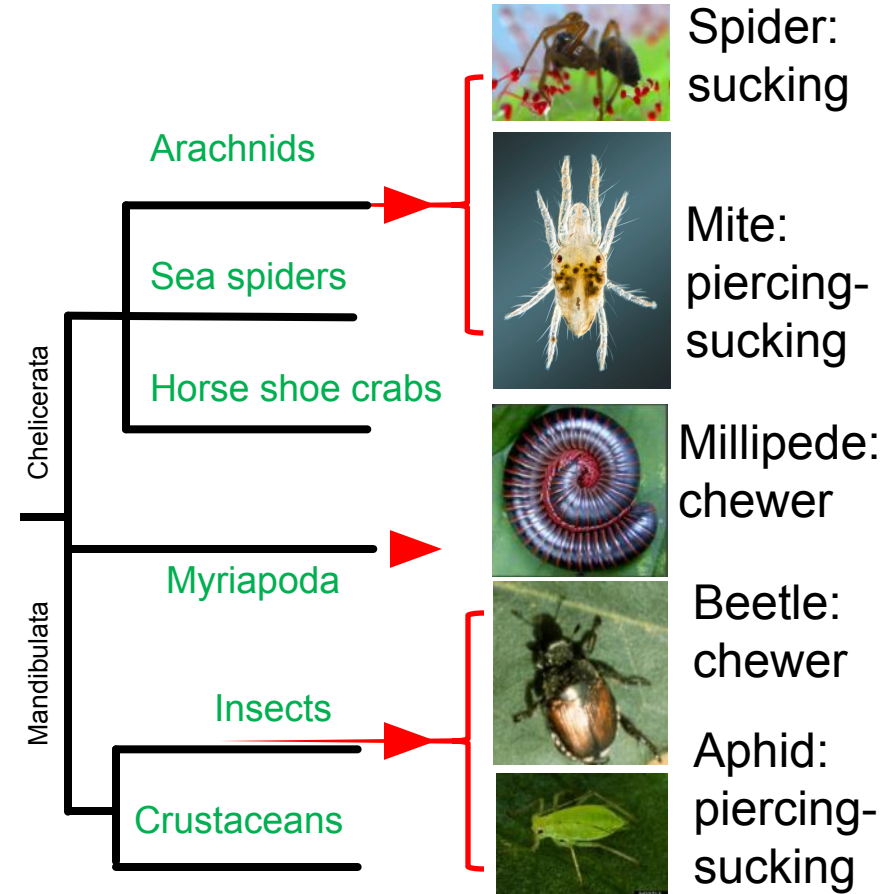 Spider:
sucking
Arachnids
Mite:
piercing-
sucking
Sea spiders
Horse shoe crabs
Chelicerata
Millipede:
chewer
Myriapoda
Mandibulata
Beetle:
chewer
Insects
Aphid:
piercing-
sucking
Crustaceans